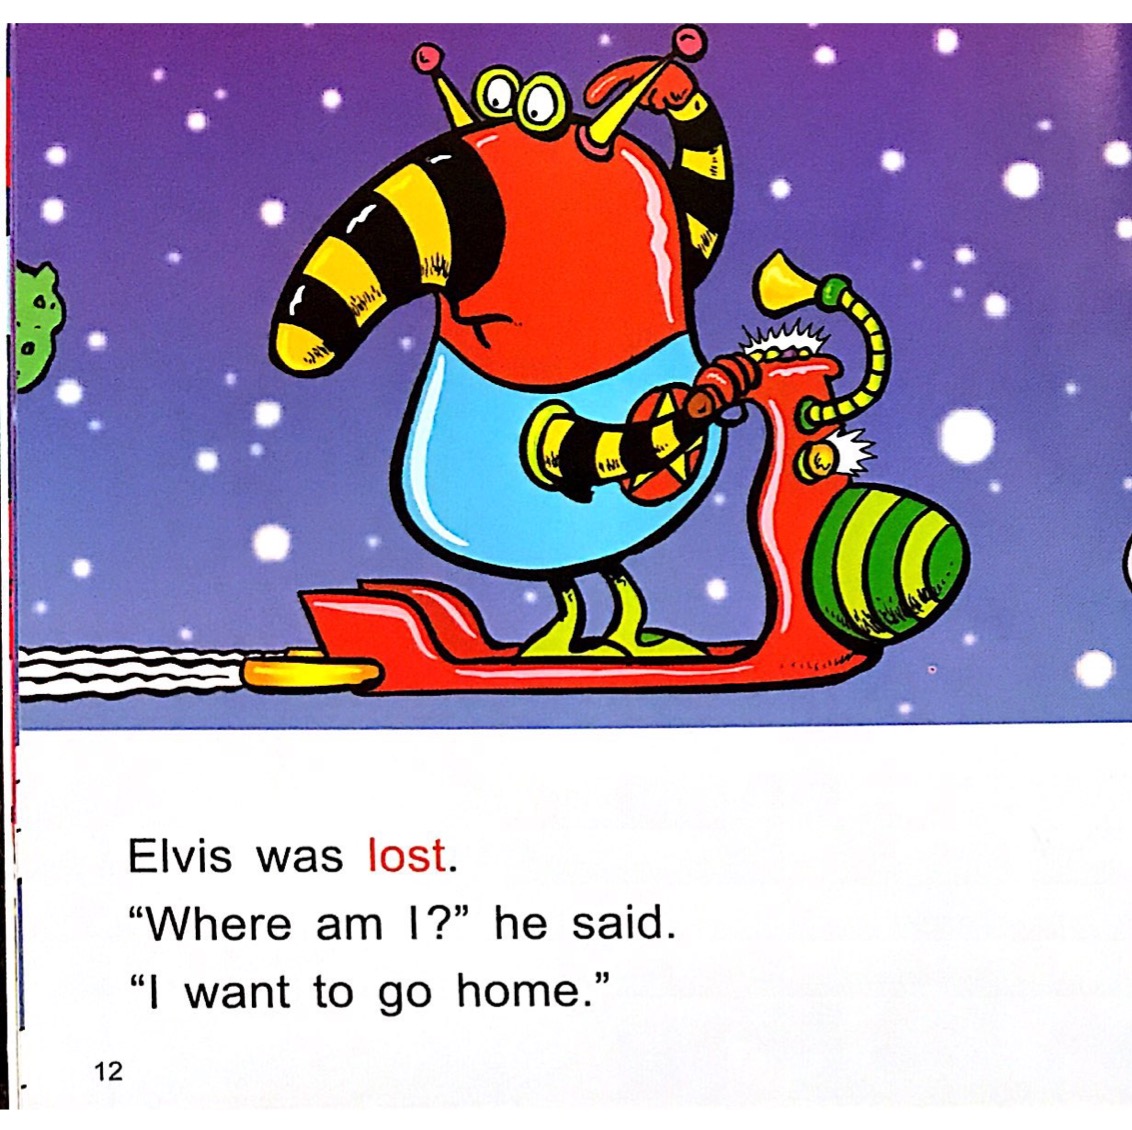 Elvis was lost.
“Where am I?” he said.
“I want to go home.”
12